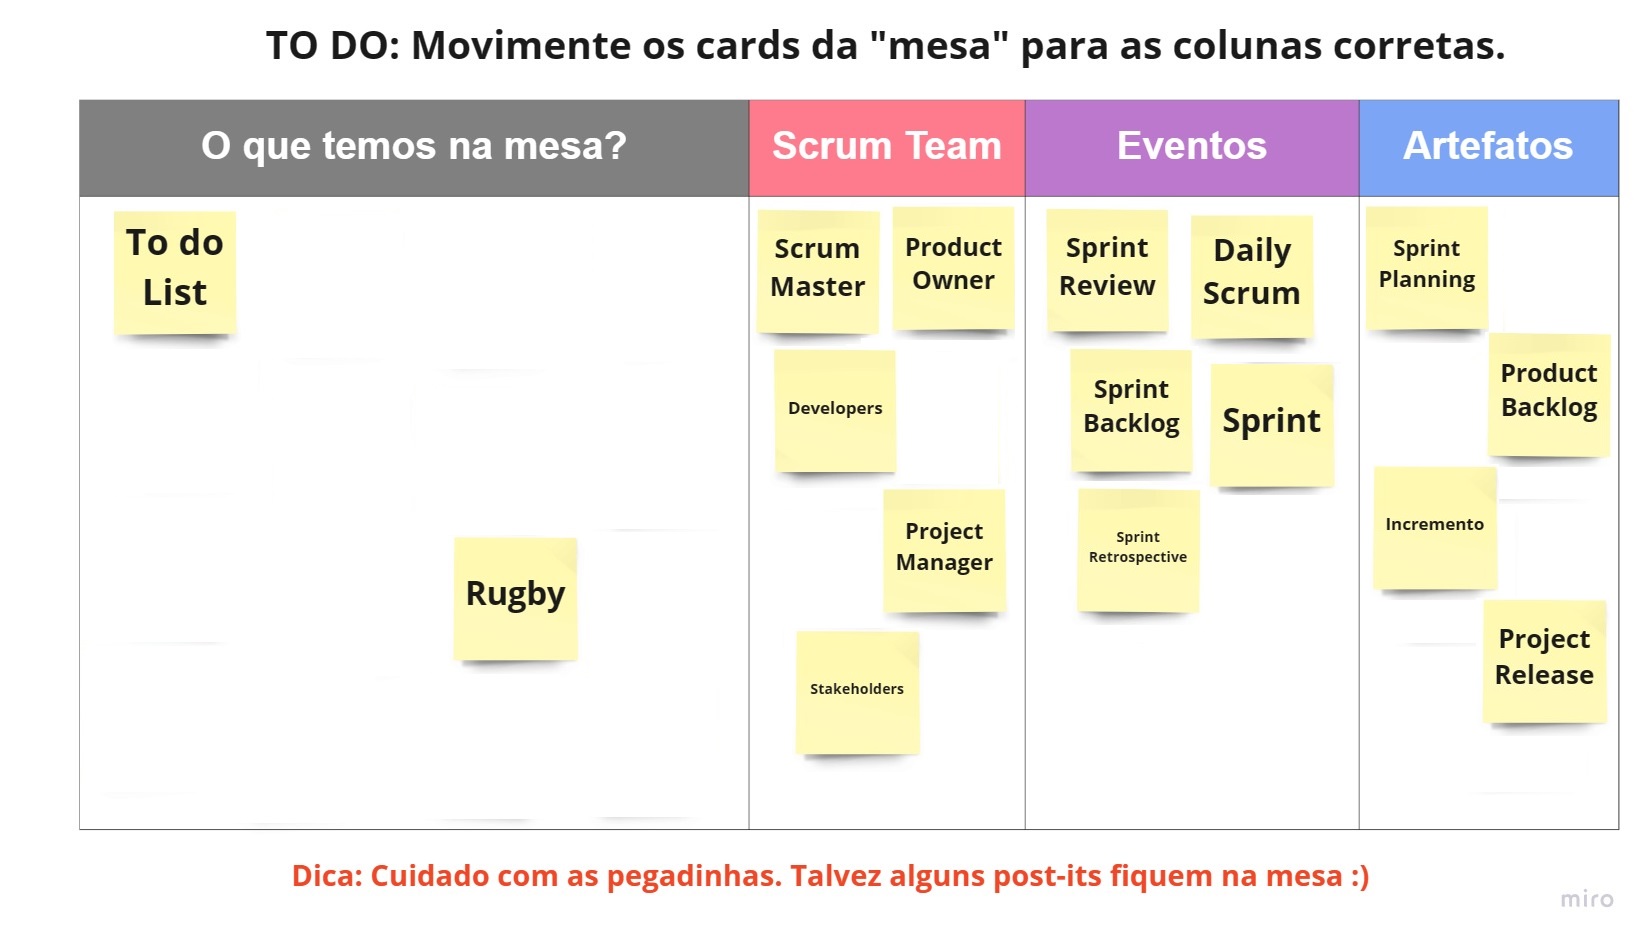 TO DO: Movimente os cards da "mesa" para as colunas corretas.
O que temos na mesa?
Scrum Team
Eventos
Artefatos
To do
List
Rugby
Scrum
Master
Product
Owner
Developers
Project
Manager
Stakeholders
Sprint
Review
Daily
Scrum
Sprint
Backlog
Sprint
Sprint
Retrospective
Sprint
Planning
Product
Backlog
Incremento
Project
Release
Dica: Cuidado com as pegadinhas. Talvez alguns post-its fiquem na mesa :)
miro